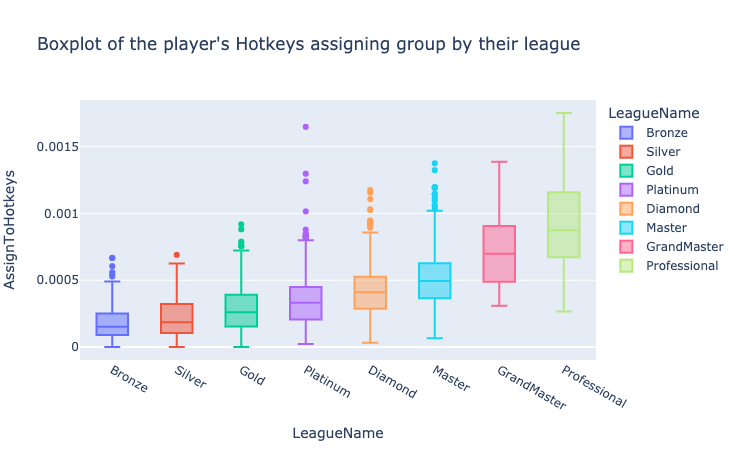 Boxplot of the player's Hotkeys assigning group by their league
AssignToHotkeys
0.0015
0.001
0.0005
0
Bronze
Silver
Gold
Platinum
Diamond
Master
GrandMaster
Professional
LeagueName
LeagueName
Bronze
Silver
Gold
Platinum
Diamond
Master
GrandMaster
Professional